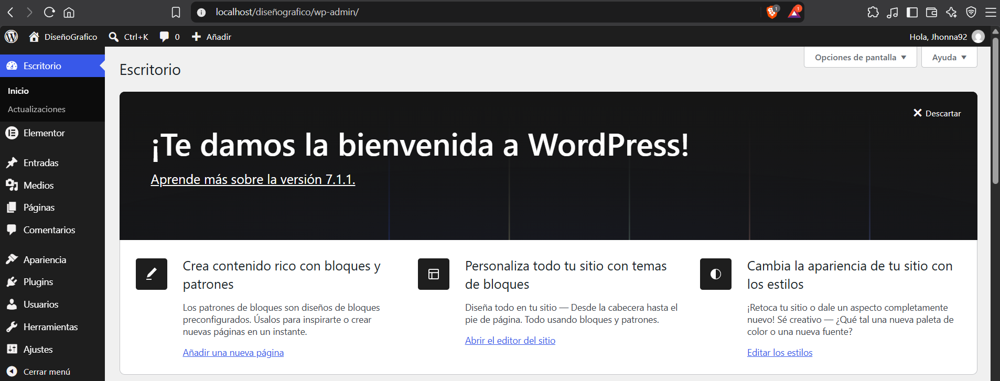 localhost/diseñografico/wp-admin/
1
1
DiseñoGrafico
Ctrl+K
0
Añadir
Hola, Jhonna92
Escritorio
Inicio
Actualizaciones
Elementor
Entradas
Medios
Páginas
Comentarios
Apariencia
Plugins
Usuarios
Herramientas
Ajustes
Cerrar menú
Opciones de pantalla
Ayuda
Escritorio
Descartar
¡Te damos la bienvenida a WordPress!
Aprende más sobre la versión 7.1.1.
Crea contenido rico con bloques y
patrones
Los patrones de bloques son diseños de bloques
preconfigurados. Úsalos para inspirarte o crear
nuevas páginas en un instante.
Añadir una nueva página
Personaliza todo tu sitio con temas
de bloques
Diseña todo en tu sitio — Desde la cabecera hasta el
pie de página. Todo usando bloques y patrones.
Abrir el editor del sitio
Cambia la apariencia de tu sitio con
los estilos
¡Retoca tu sitio o dale un aspecto completamente
nuevo! Sé creativo — ¿Qué tal una nueva paleta de
color o una nueva fuente?
Editar los estilos